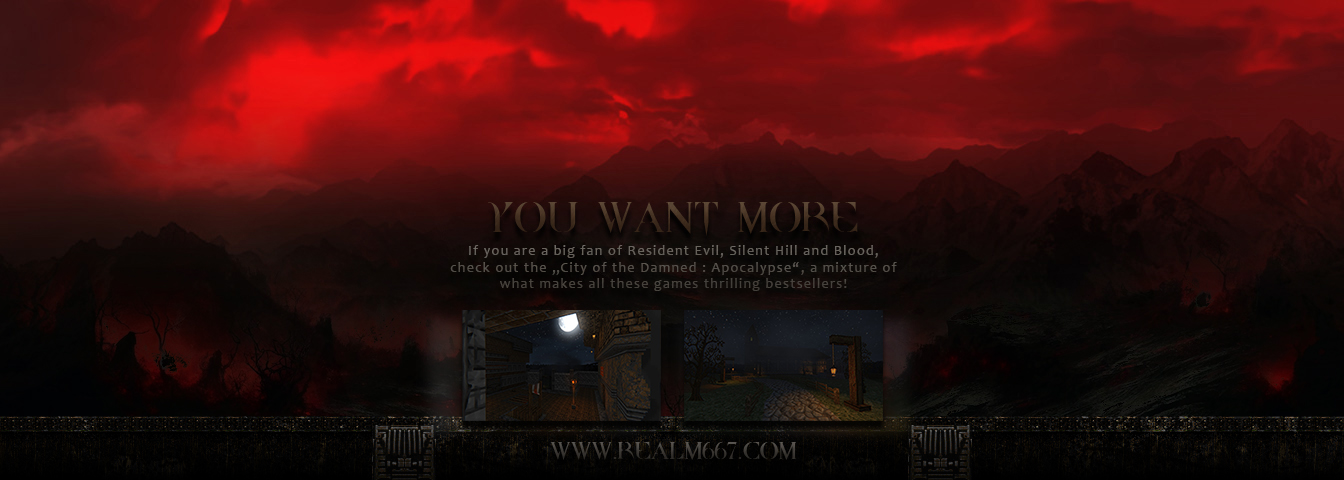 YOU WANT MORE
If you are a big fan of Resident Evil, Silent Hill and Blood,
check out the „City of the Damned : Apocalypse“, a mixture of
what makes all these games thrilling bestsellers!
WWW.REALM667.COM